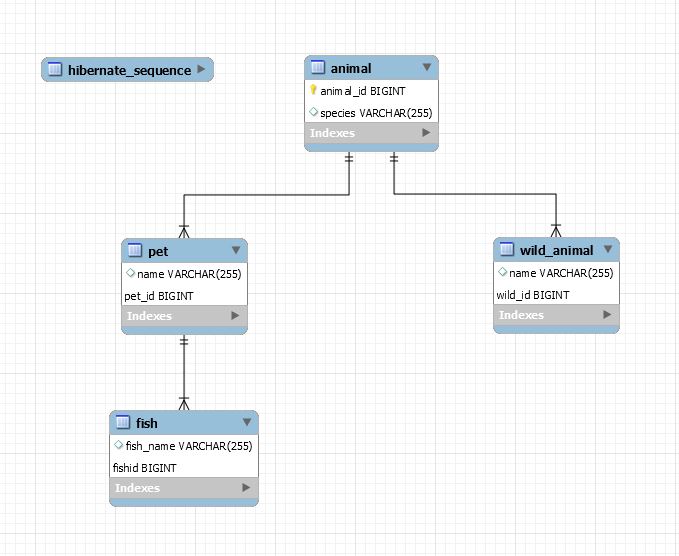 hibernate_sequence
animal
animal_id BIGINT
species VARCHAR(255)
Indexes
pet
name VARCHAR(255)
pet_id BIGINT
Indexes
wild_animal
name VARCHAR(255)
wild_id BIGINT
Indexes
fish
fish_name VARCHAR(255)
fishid BIGINT
Indexes